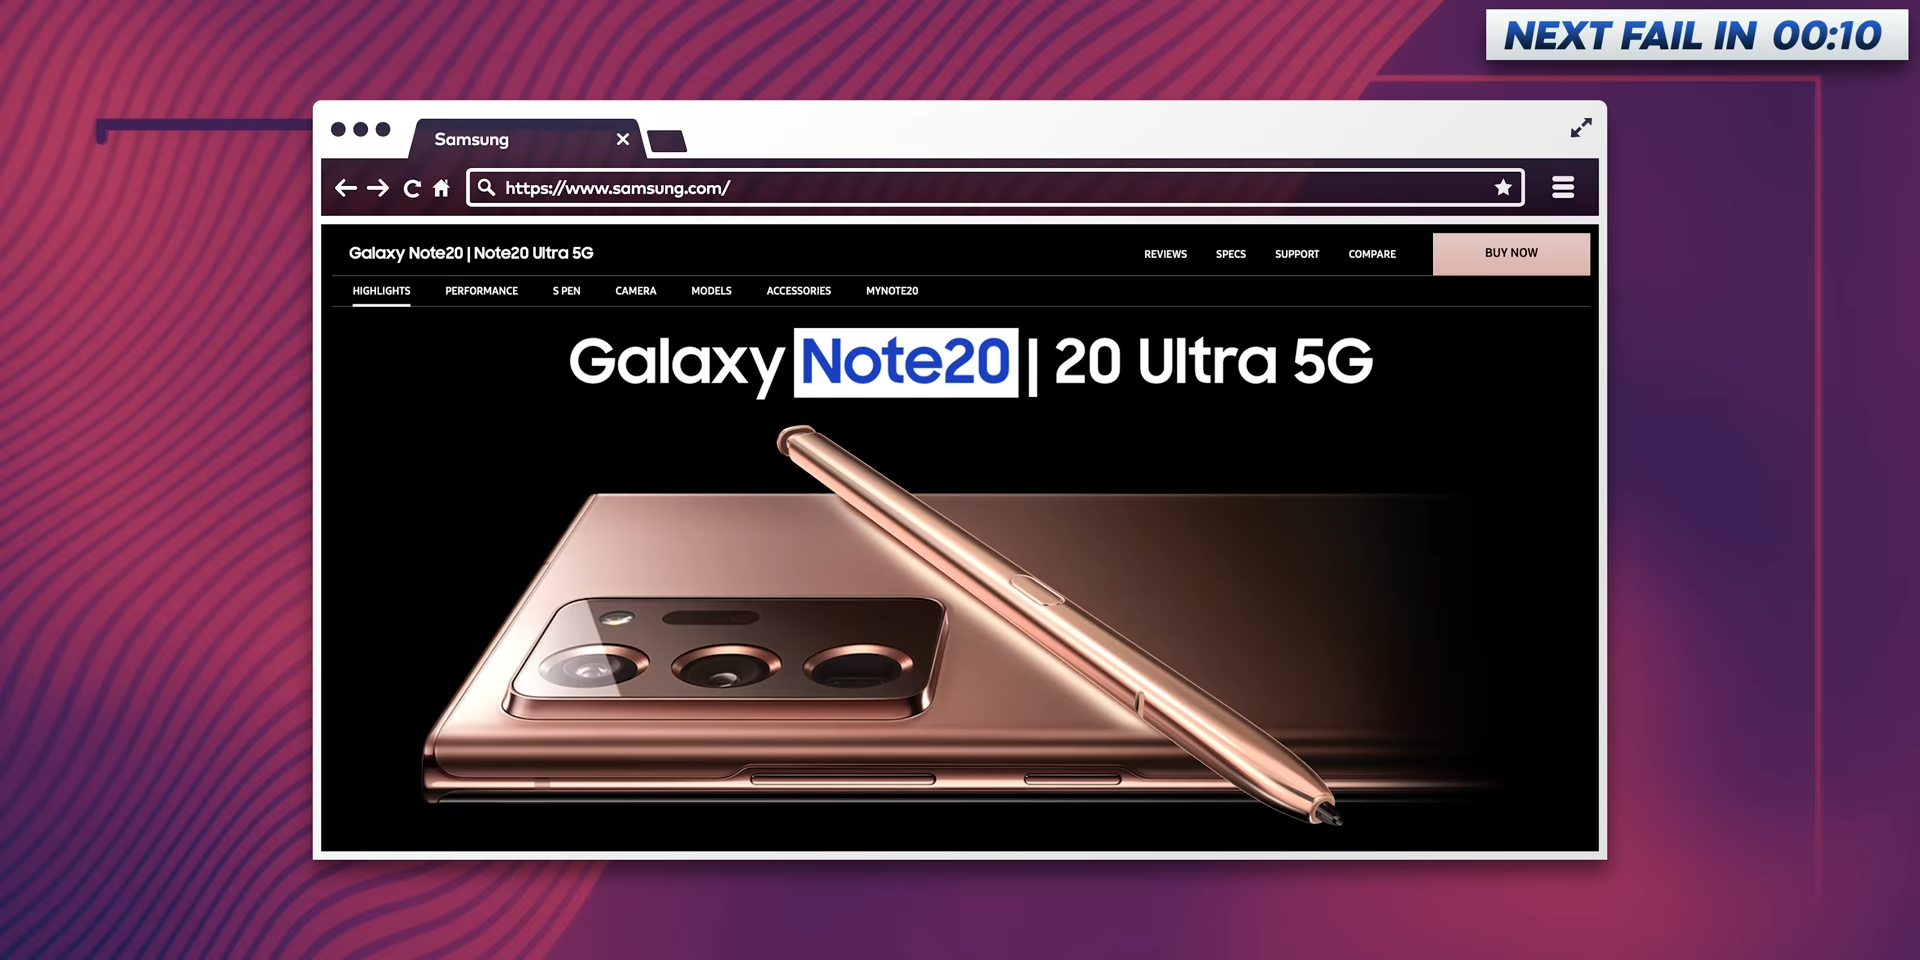 NEXT FAIL IN 00:10
Samsung
https://www.samsung.com/
Galaxy Note20 | Note20 Ultra 5G
REVIEWS SPECS SUPPORT COMPARE BUY NOW
HIGHLIGHTS PERFORMANCE S PEN CAMERA MODELS ACCESSORIES MYNOTE20
Galaxy Note20 | 20 Ultra 5G